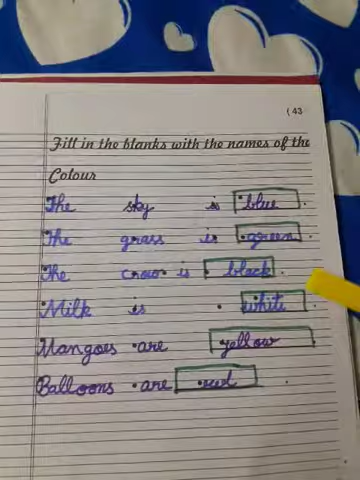 (43
Fill in the blanks with the names of the
Colour
The sky is blue.
The grass is green.
The crow is black.
Milk is white.
Mangoes are yellow
Balloons are red.